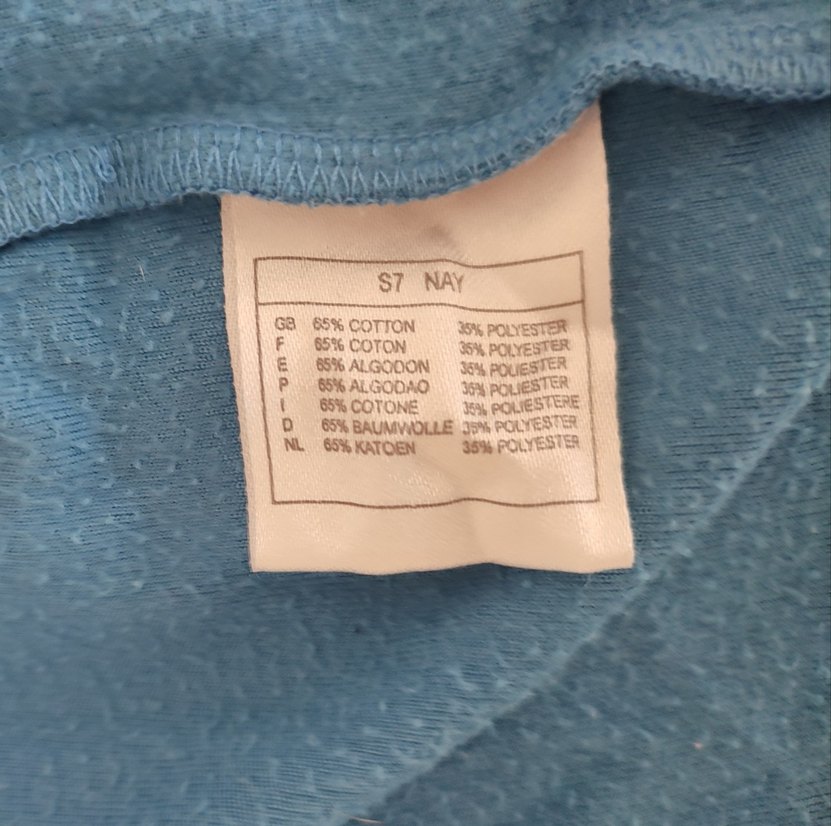 S7 NAY
GB 65% COTTON 35% POLYESTER
F 65% COTON 35% POLYESTER
E 65% ALGODON 35% POLIESTER
P 65% ALGODAO 35% POLIESTER
I 65% COTONE 35% POLIESTERE
D 65% BAUMWOLLE 35% POLYESTER
NL 65% KATOEN 35% POLYESTER